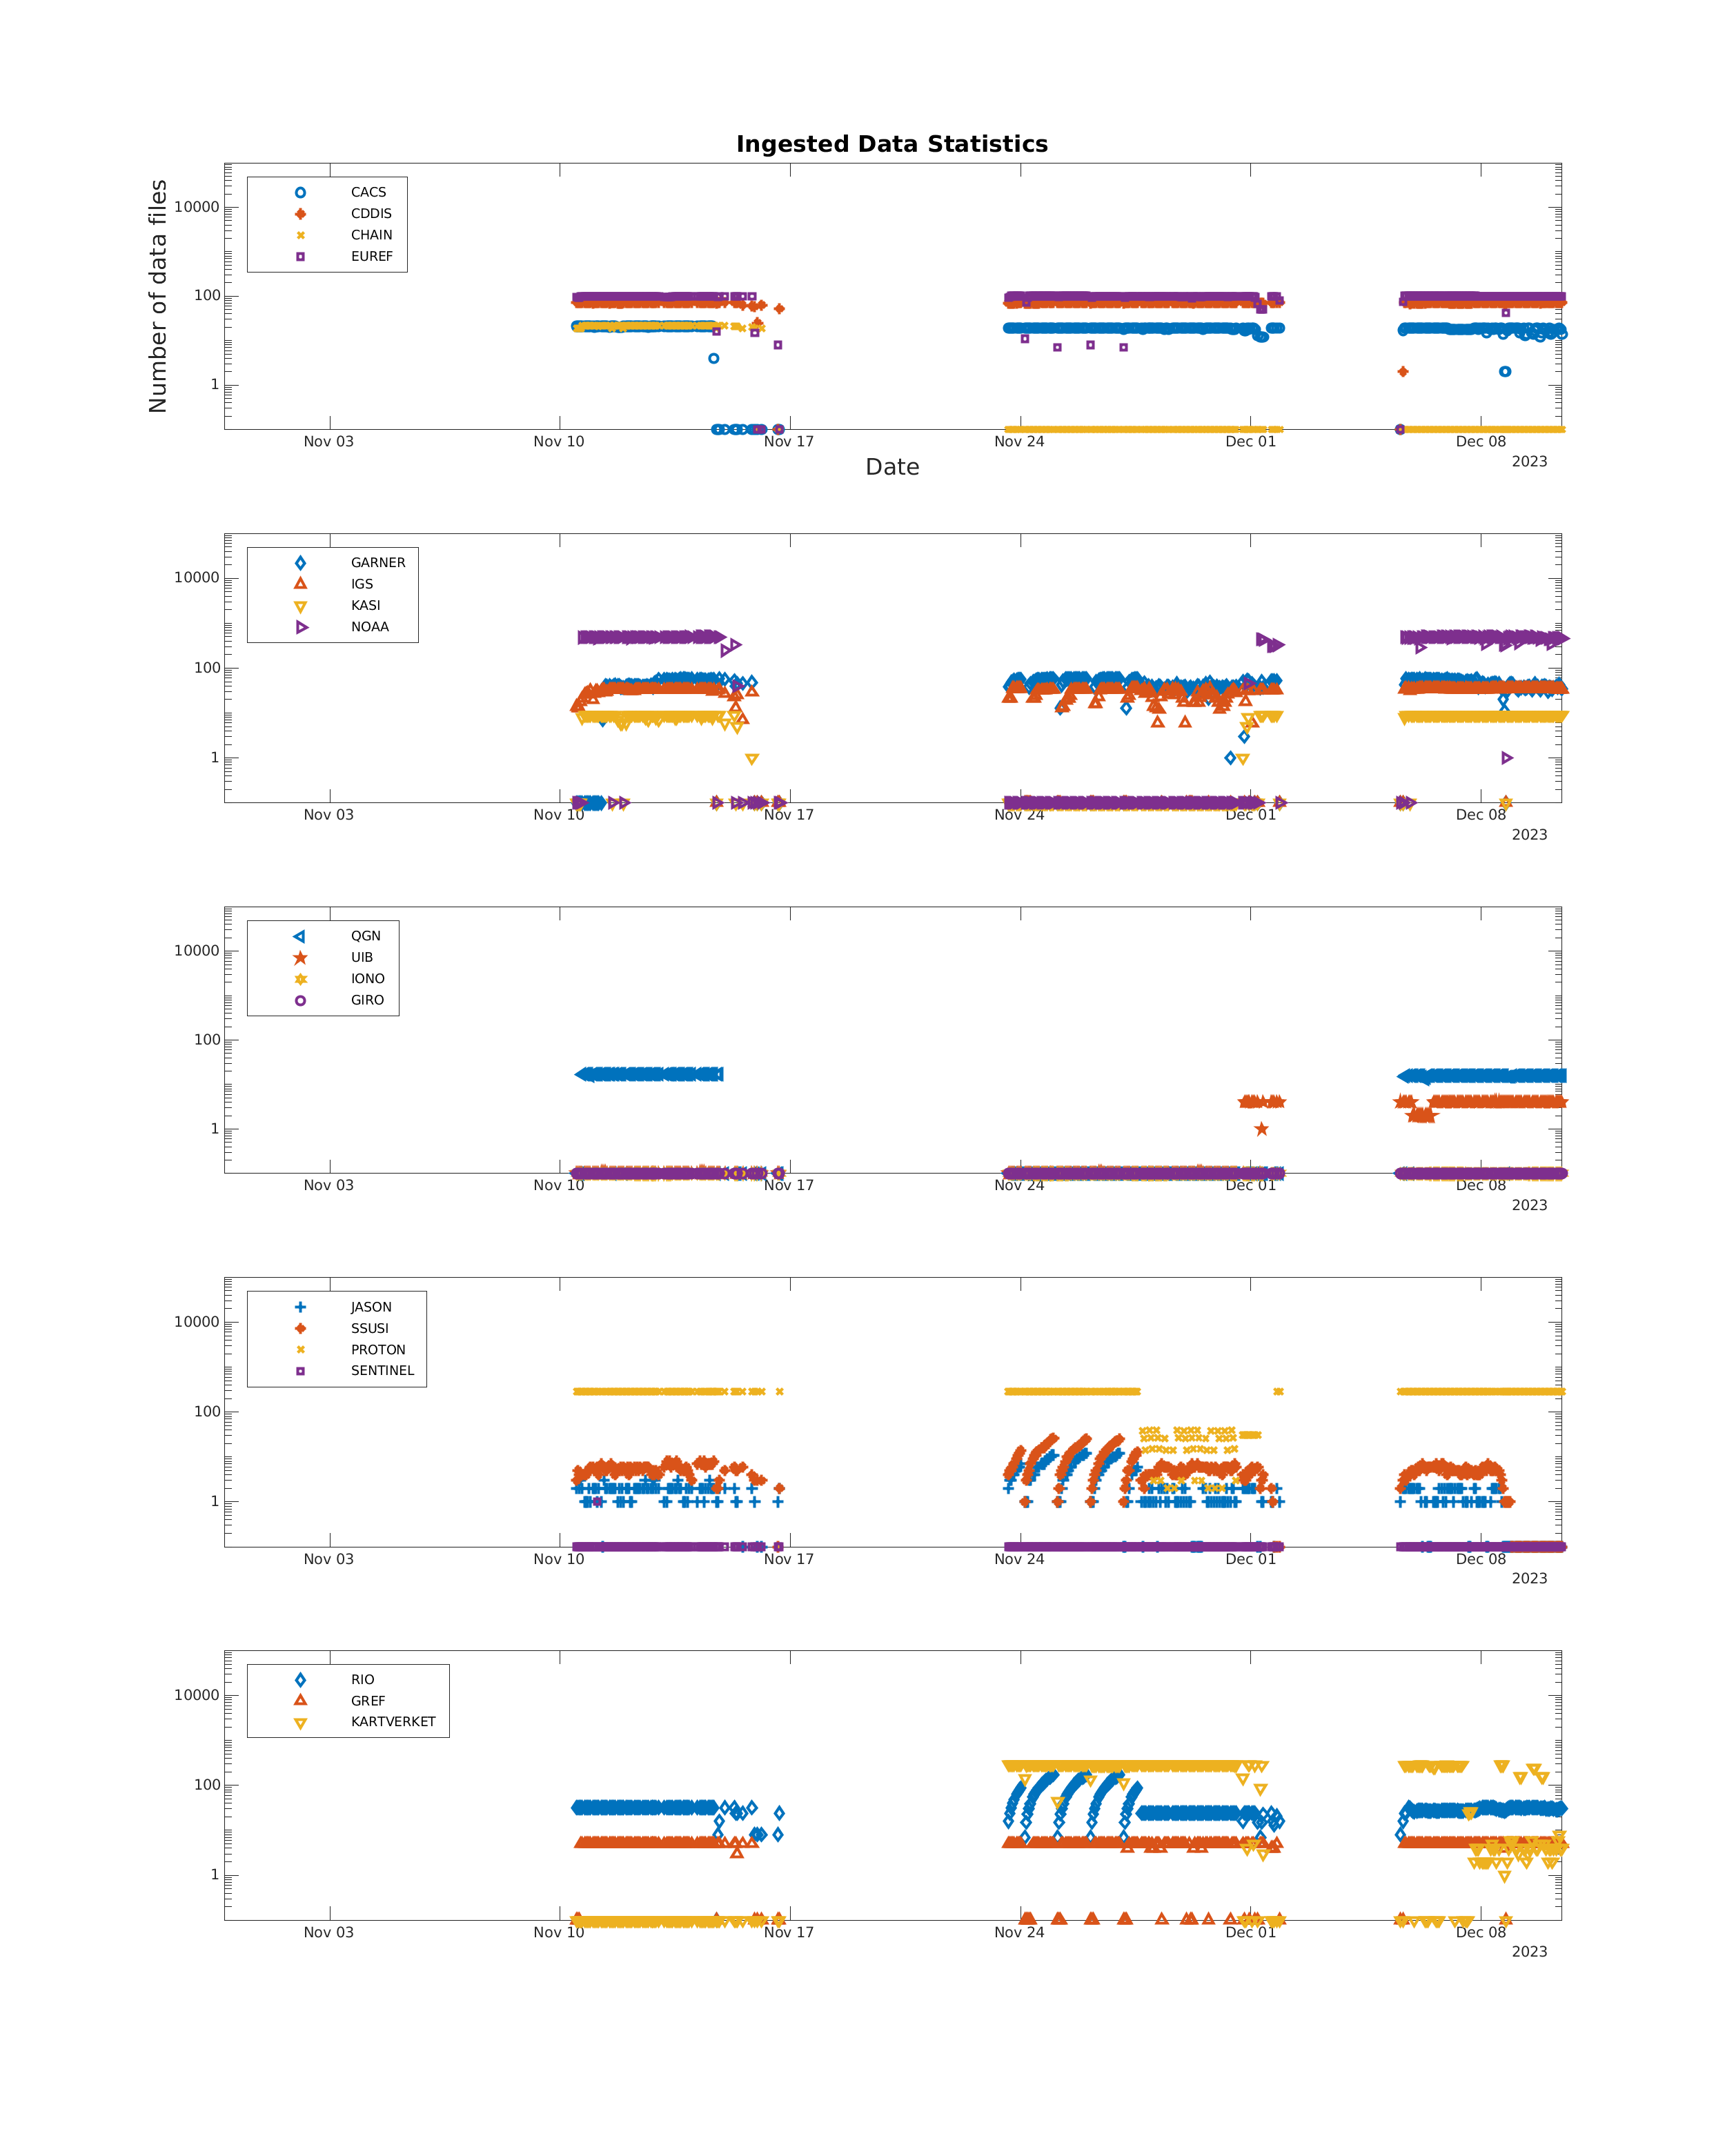 Ingested Data Statistics
Number of data files
10000
100
1
CACS
CDDIS
CHAIN
EUREF
Nov 03 Nov 10 Nov 17 Nov 24 Dec 01 Dec 08
2023
Date
10000
100
1
GARNER
IGS
KASI
NOAA
Nov 03 Nov 10 Nov 17 Nov 24 Dec 01 Dec 08
2023
10000
100
1
QGN
UIB
IONO
GIRO
Nov 03 Nov 10 Nov 17 Nov 24 Dec 01 Dec 08
2023
10000
100
1
JASON
SSUSI
PROTON
SENTINEL
Nov 03 Nov 10 Nov 17 Nov 24 Dec 01 Dec 08
2023
10000
100
1
RIO
GREF
KARTVERKET
Nov 03 Nov 10 Nov 17 Nov 24 Dec 01 Dec 08
2023